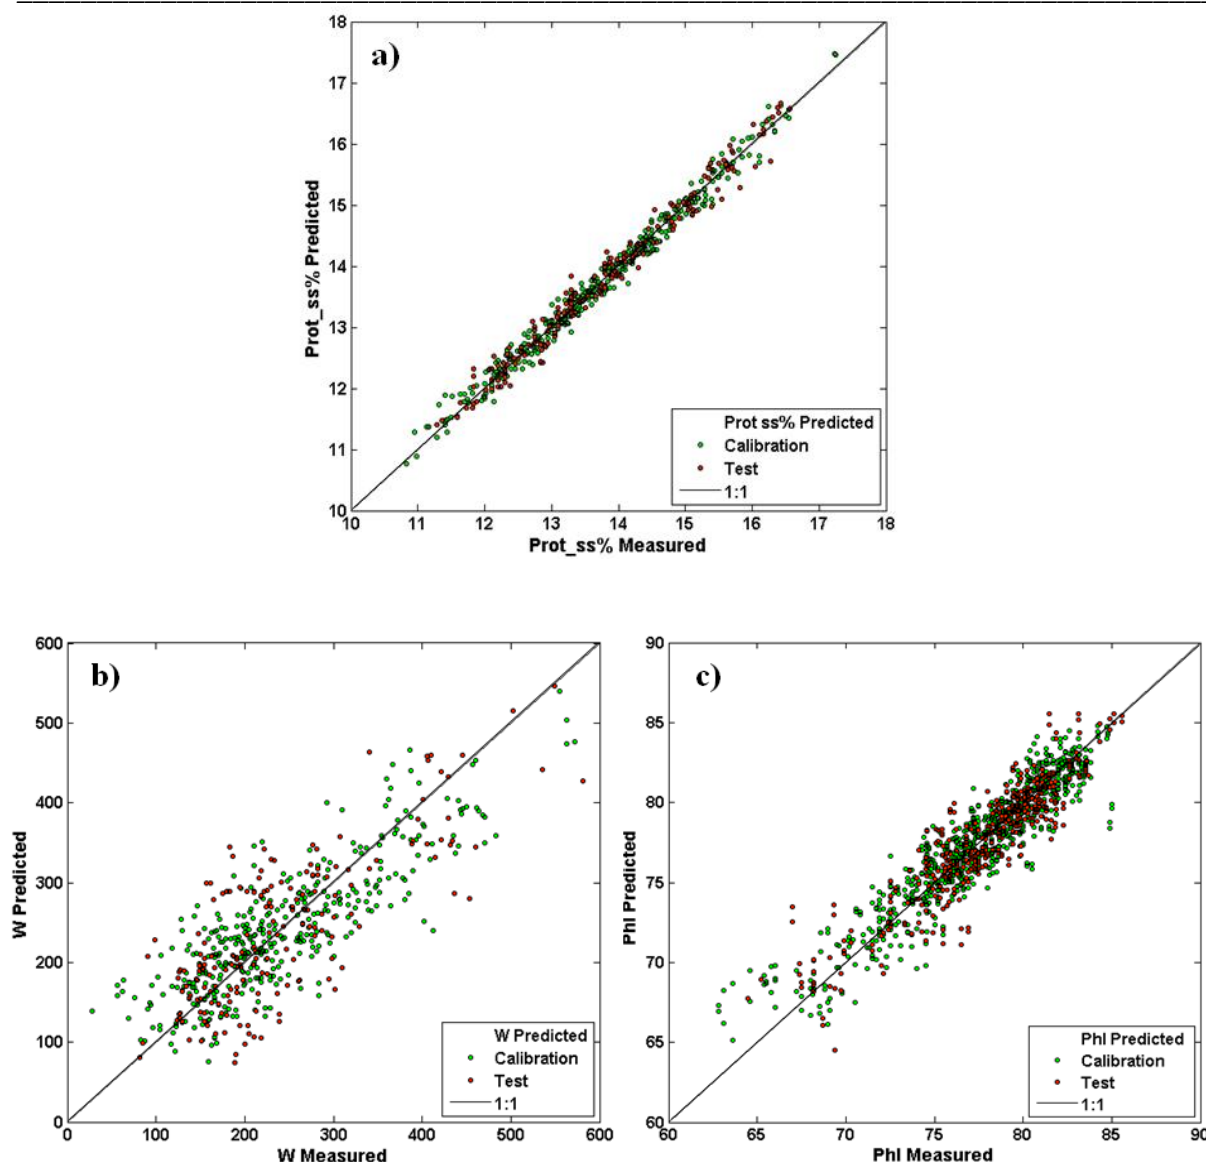 a)
18
17
16
15
14
13
12
11
10
Prot_ss% Predicted
Prot ss% Predicted
Calibration
Test
1:1
10 11 12 13 14 15 16 17 18
Prot_ss% Measured
b)
600
500
400
300
200
100
0
W Predicted
W Predicted
Calibration
Test
1:1
0 100 200 300 400 500 600
W Measured
c)
90
85
80
75
70
65
60
Phl Predicted
Phl Predicted
Calibration
Test
1:1
60 65 70 75 80 85 90
Phl Measured